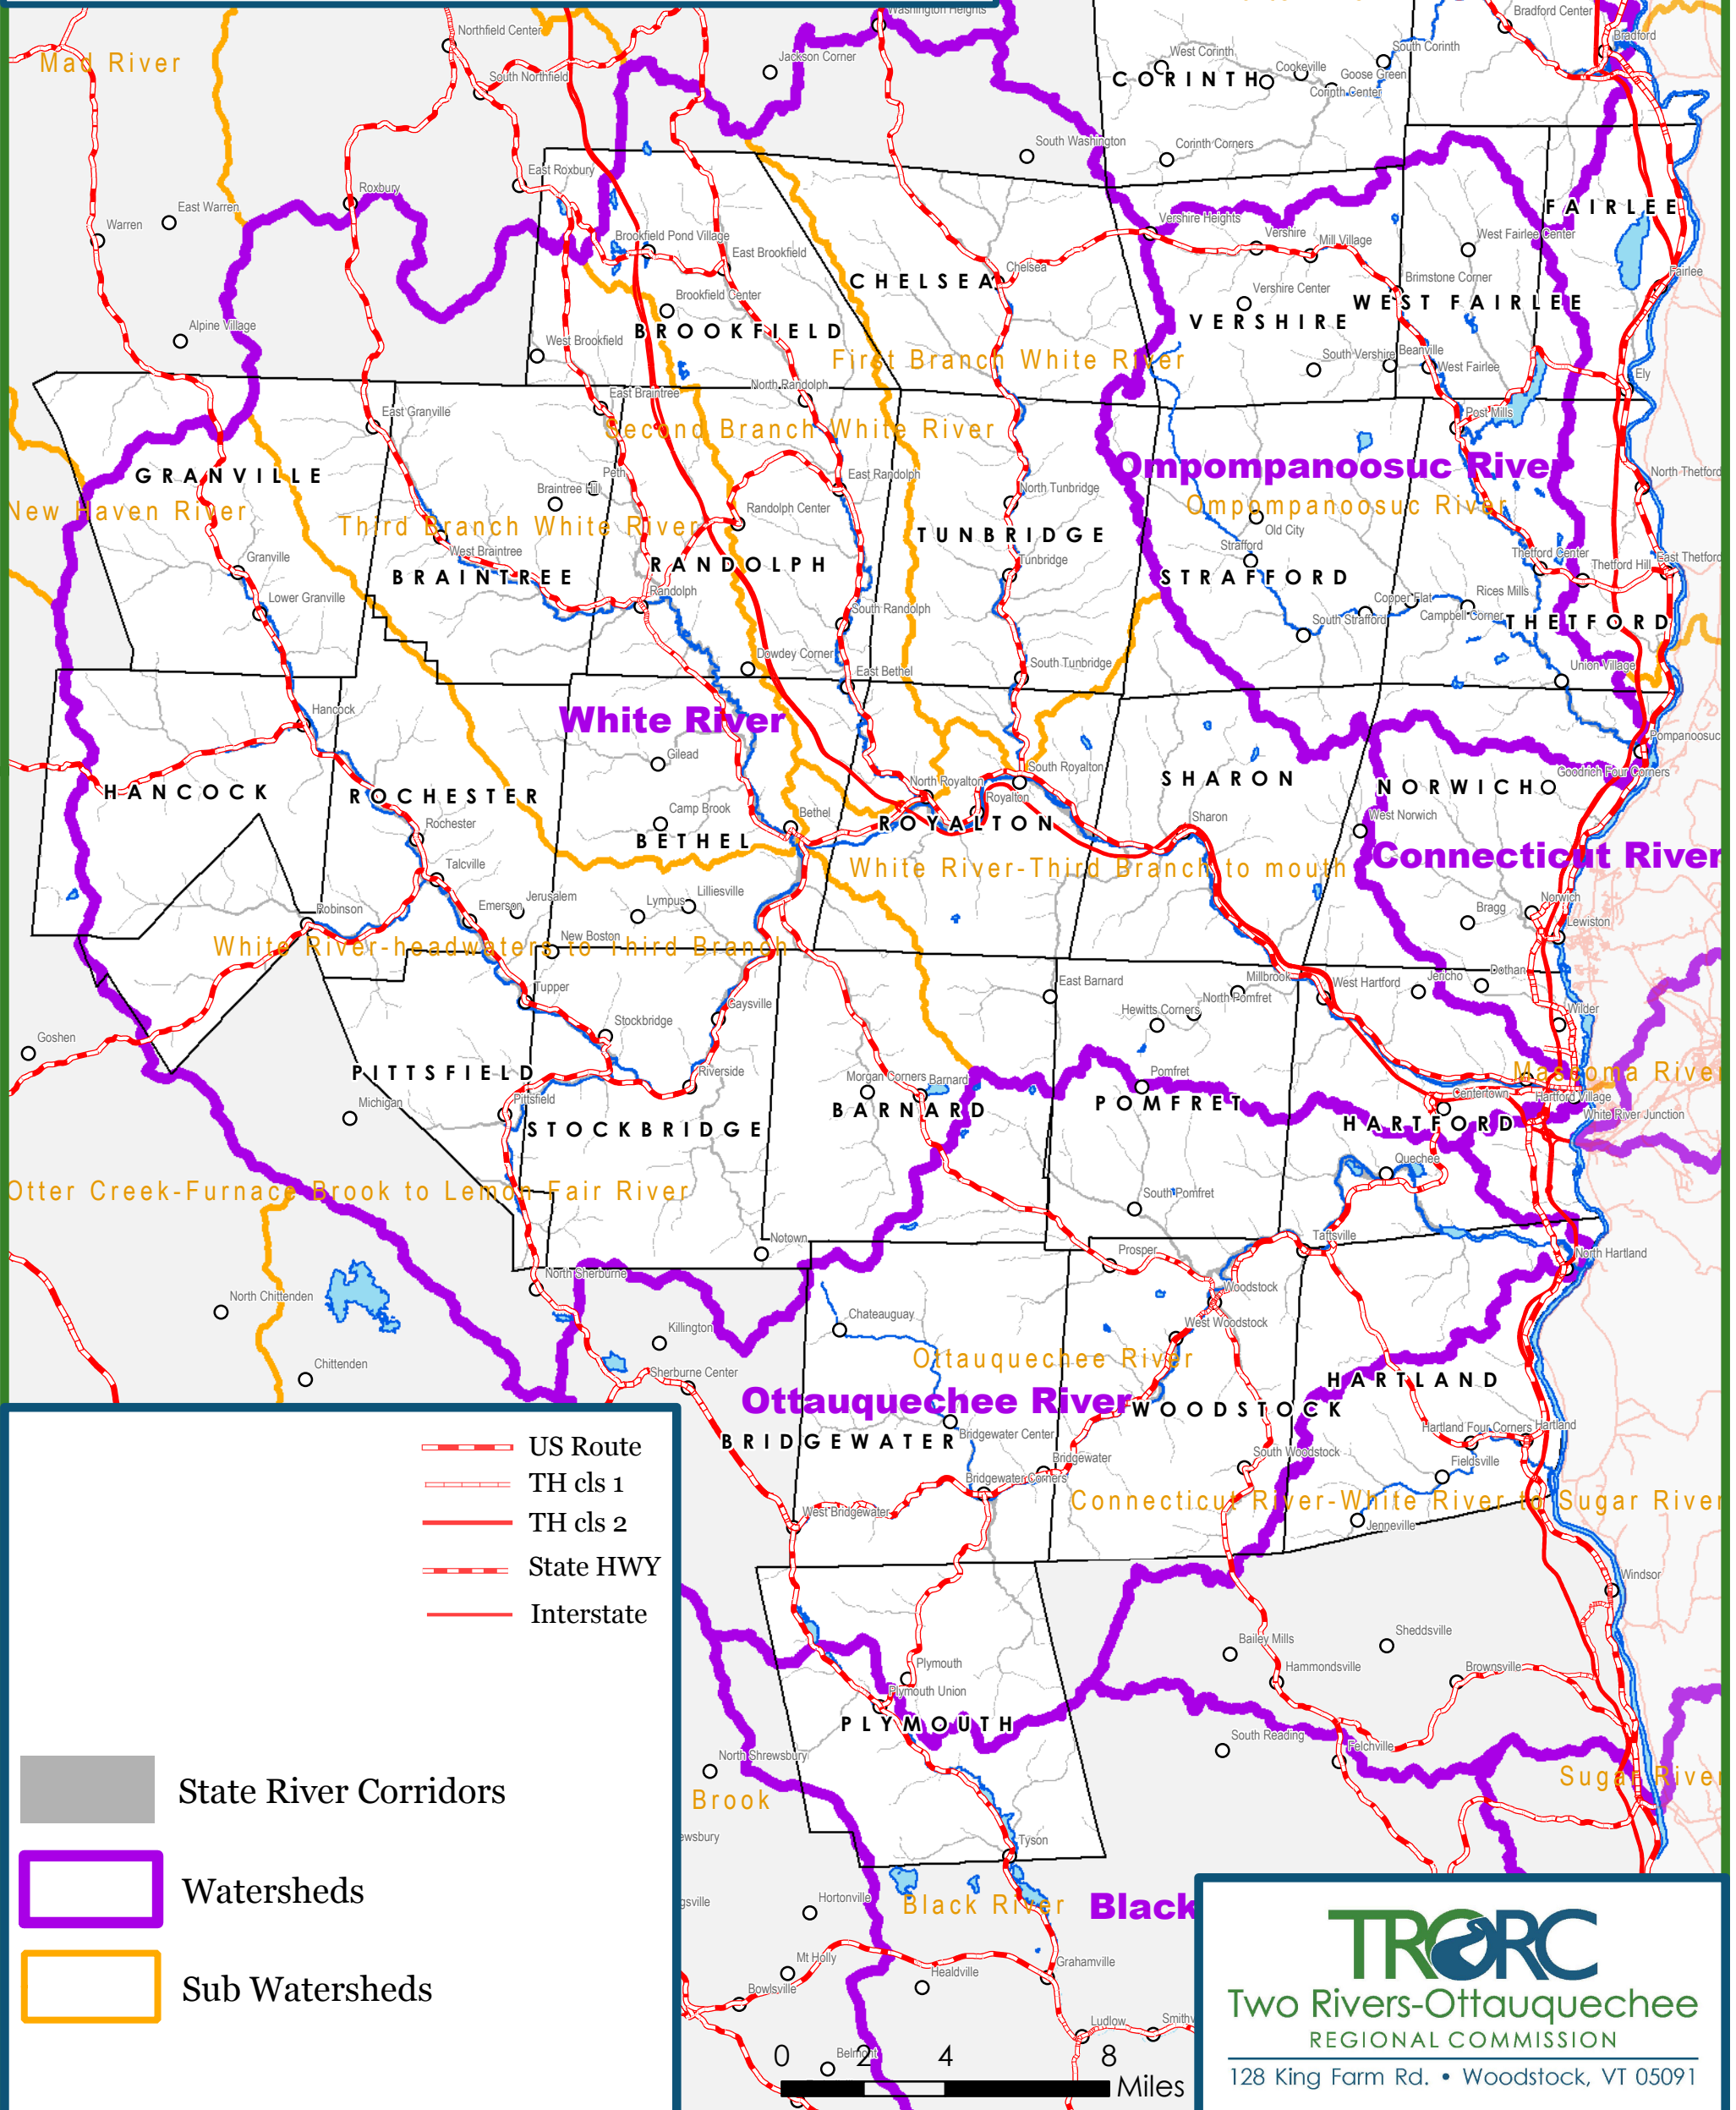 Washington Heights
Bradford Center
Northfield Center
Bradford
Mad River
Jackson Corner
West Corinth
South Corinth
South Northfield
CORINTH
Cookeville
Goose Green
Corinth Center
South Washington
Corinth Corners
East Roxbury
Roxbury
East Warren
Warren
FAIRLEE
Vershire Heights
Vershire
Mill Village
West Fairlee Center
Brookfield Pond Village
East Brookfield
Chelsea
Fairlee
CHELSEA
Brimstone Corner
Brookfield Center
Vershire Center
WEST FAIRLEE
Alpine Village
BROOKFIELD
VERSHIRE
West Brookfield
First Branch White River
South Vershire
Beanville
West Fairlee
Ely
North Randolph
East Braintree
East Granville
Post Mills
Second Branch White River
Ompompanoosuc River
GRANVILLE
Peth
East Randolph
North Thetford
Braintree Hill
North Tunbridge
New Haven River
Randolph Center
Ompompanoosuc River
Third Branch White River
Old City
TUNBRIDGE
West Braintree
Strafford
Thetford Center
East Thetford
Granville
RANDOLPH
Tunbridge
Thetford Hill
BRAINTREE
STRAFFORD
Lower Granville
Randolph
Copper Flat
Rices Mills
South Randolph
South Strafford
Campbell Corner
THETFORD
Dowdey Corner
South Tunbridge
East Bethel
Union Village
Hancock
White River
Pompanoosuc
Gilead
South Royalton
Goodrich Four Corners
HANCOCK
ROCHESTER
North Royalton
SHARON
NORWICH
Royalton
Camp Brook
Bethel
Rochester
ROYALTON
Sharon
West Norwich
BETHEL
Talcville
White River-Third Branch to mouth
Connecticut River
Jerusalem
Lilliesville
Emerson
Lympus
Norwich
Robinson
Bragg
Lewiston
New Boston
White River-headwaters to Third Branch
Tupper
East Barnard
Millbrook
West Hartford
Jericho
Dothan
Gaysville
North Pomfret
Hewitts Corners
Wilder
Goshen
Stockbridge
PITTSFIELD
Riverside
Pomfret
Mascoma River
Morgan Corners
Barnard
Michigan
Pittsfield
BARNARD
POMFRET
Centertown
Hartford Village
STOCKBRIDGE
HARTFORD
White River Junction
Quechee
Otter Creek-Furnace Brook to Lemon Fair River
South Pomfret
Notown
Prosper
Taftsville
North Hartland
North Sherburne
Woodstock
North Chittenden
Chateauguay
Killington
West Woodstock
Chittenden
Ottauquechee River
Sherburne Center
HARTLAND
Ottauquechee River
WOODSTOCK
BRIDGEWATER
Bridgewater Center
Hartland Four Corners
Hartland
US Route
Bridgewater
South Woodstock
Fieldsville
TH cls 1
Bridgewater Corners
Connecticut River-White River to Sugar River
West Bridgewater
Jenneville
TH cls 2
State HWY
Windsor
Interstate
Bailey Mills
Sheddsville
Plymouth
Hammondsville
Brownsville
Plymouth Union
PLYMOUTH
South Reading
Felchville
North Shrewsbury
Sugar River
State River Corridors
Brook
ewsbury
Tyson
Watersheds
Hortonville
gsville
Black River
Black
Mt Holly
Healdville
Grahamville
Sub Watersheds
Bowlsville
TRORC
Two Rivers-Ottauquechee
REGIONAL COMMISSION
Ludlow
Smithv
Belmont
0 2 4 8
Miles
128 King Farm Rd. • Woodstock, VT 05091